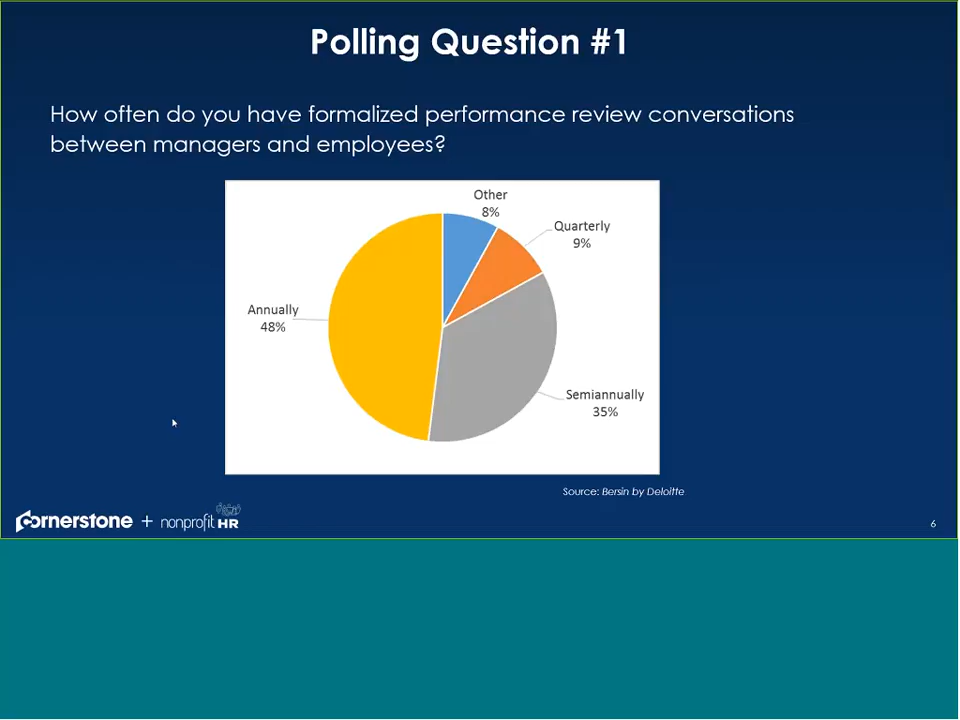 Polling Question #1
How often do you have formalized performance review conversations
between managers and employees?
Other
8%
Quarterly
9%
Annually
48%
Semiannually
35%
Source: Bersin by Deloitte
cornerstone + nonprofit HR
6